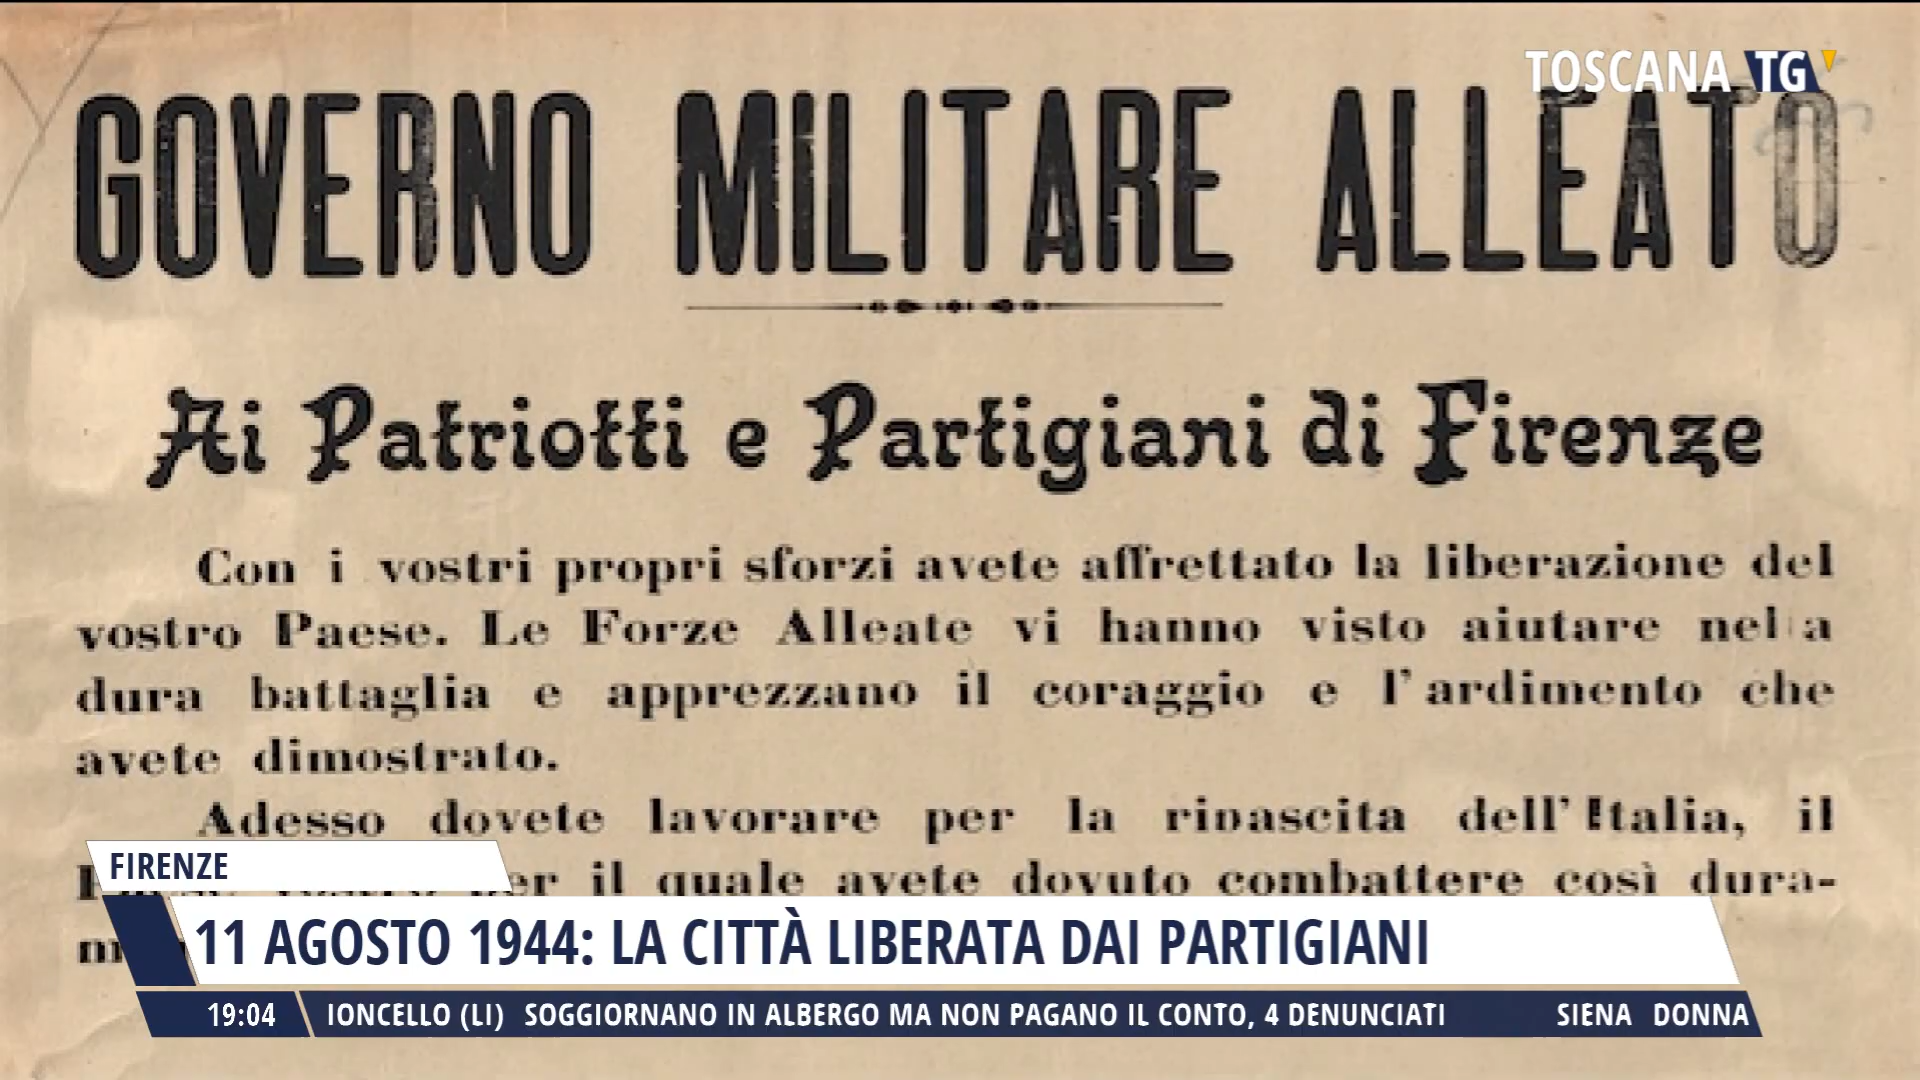 TOSCANA TG
GOVERNO MILITARE ALLEATO
Ai Patriotti e Partigiani di Firenze
Con i vostri propri sforzi avete affrettato la liberazione del
vostro Paese. Le Forze Alleate vi hanno visto aiutare nella
dura battaglia e apprezzano il coraggio e l'ardimento che
avete dimostrato.
Adesso dovete lavorare per la rinascita dell'Italia, il
per il quale avete dovuto combattere così dura-
FIRENZE
11 AGOSTO 1944: LA CITTÀ LIBERATA DAI PARTIGIANI
19:04 IONCELLO (LI) SOGGIORNANO IN ALBERGO MA NON PAGANO IL CONTO, 4 DENUNCIATI SIENA DONNA